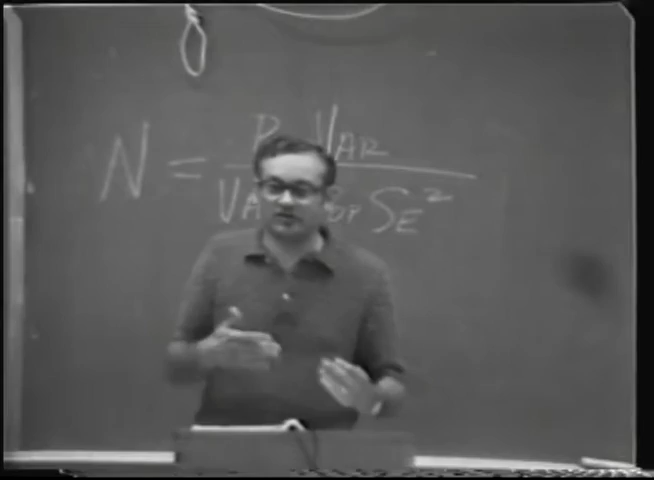 N = P VAR
VA or SE²